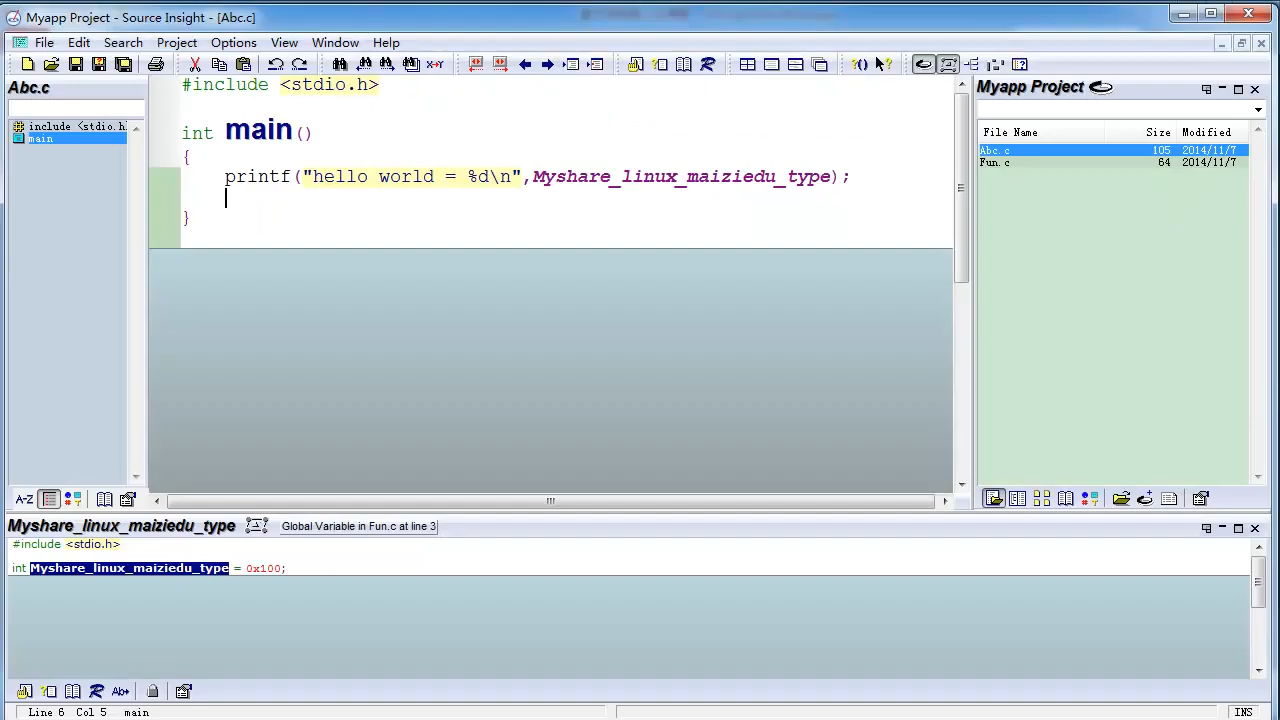 Myapp Project - Source Insight - [Abc.c]
File Edit Search Project Options View Window Help
Abc.c
include <stdio.h
main
#include <stdio.h>
int main()
{
printf("hello world = %d\n",Myshare_linux_maiziedu_type);
}
Myapp Project
File Name Size Modified
Abc.c 105 2014/11/7
Fun.c 64 2014/11/7
A-Z
Myshare_linux_maiziedu_type Global Variable in Fun.c at line 3
#include <stdio.h>
int Myshare_linux_maiziedu_type = 0x100;
Line 6 Col 5 main INS